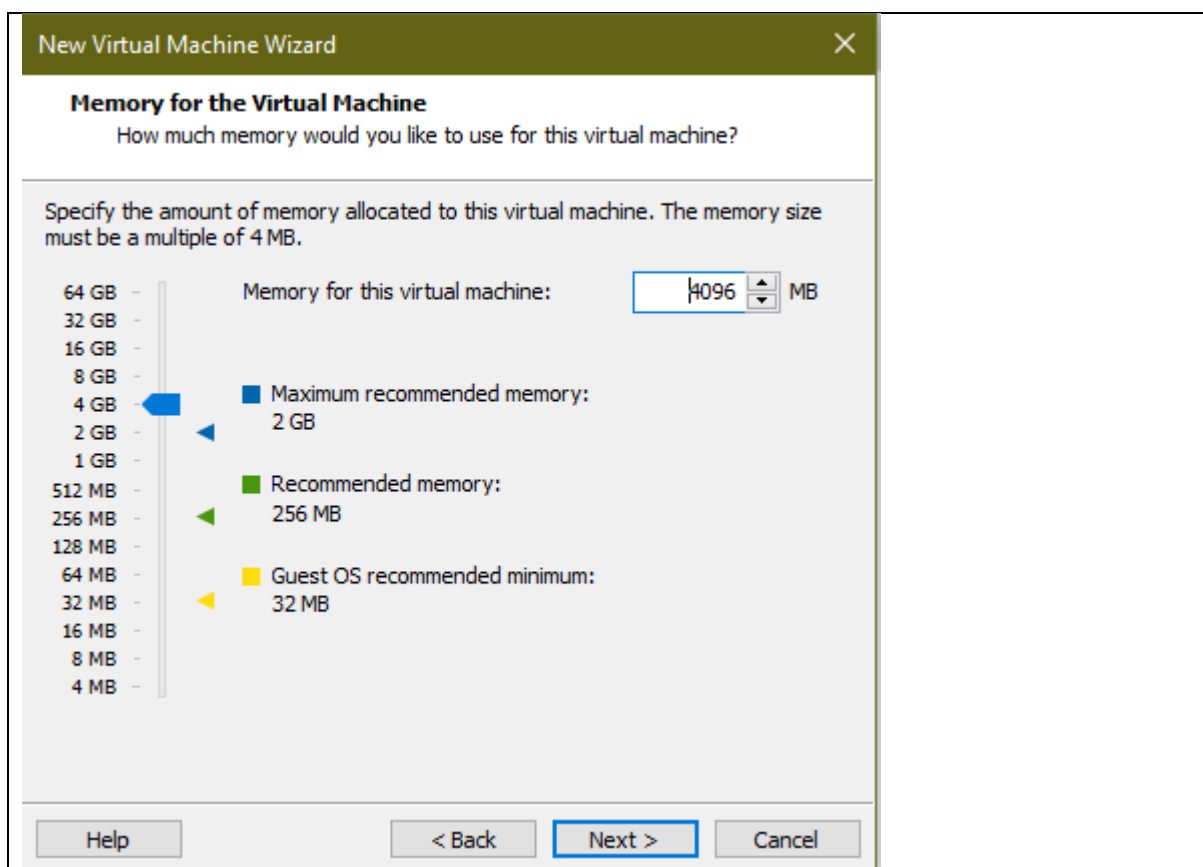 New Virtual Machine Wizard
Memory for the Virtual Machine
How much memory would you like to use for this virtual machine?
Specify the amount of memory allocated to this virtual machine. The memory size
must be a multiple of 4 MB.
64 GB
Memory for this virtual machine: 4096 MB
32 GB
16 GB
8 GB
4 GB
Maximum recommended memory:
2 GB
2 GB
1 GB
512 MB
Recommended memory:
256 MB
256 MB
128 MB
64 MB
Guest OS recommended minimum:
32 MB
32 MB
16 MB
8 MB
4 MB
Help
< Back
Next >
Cancel